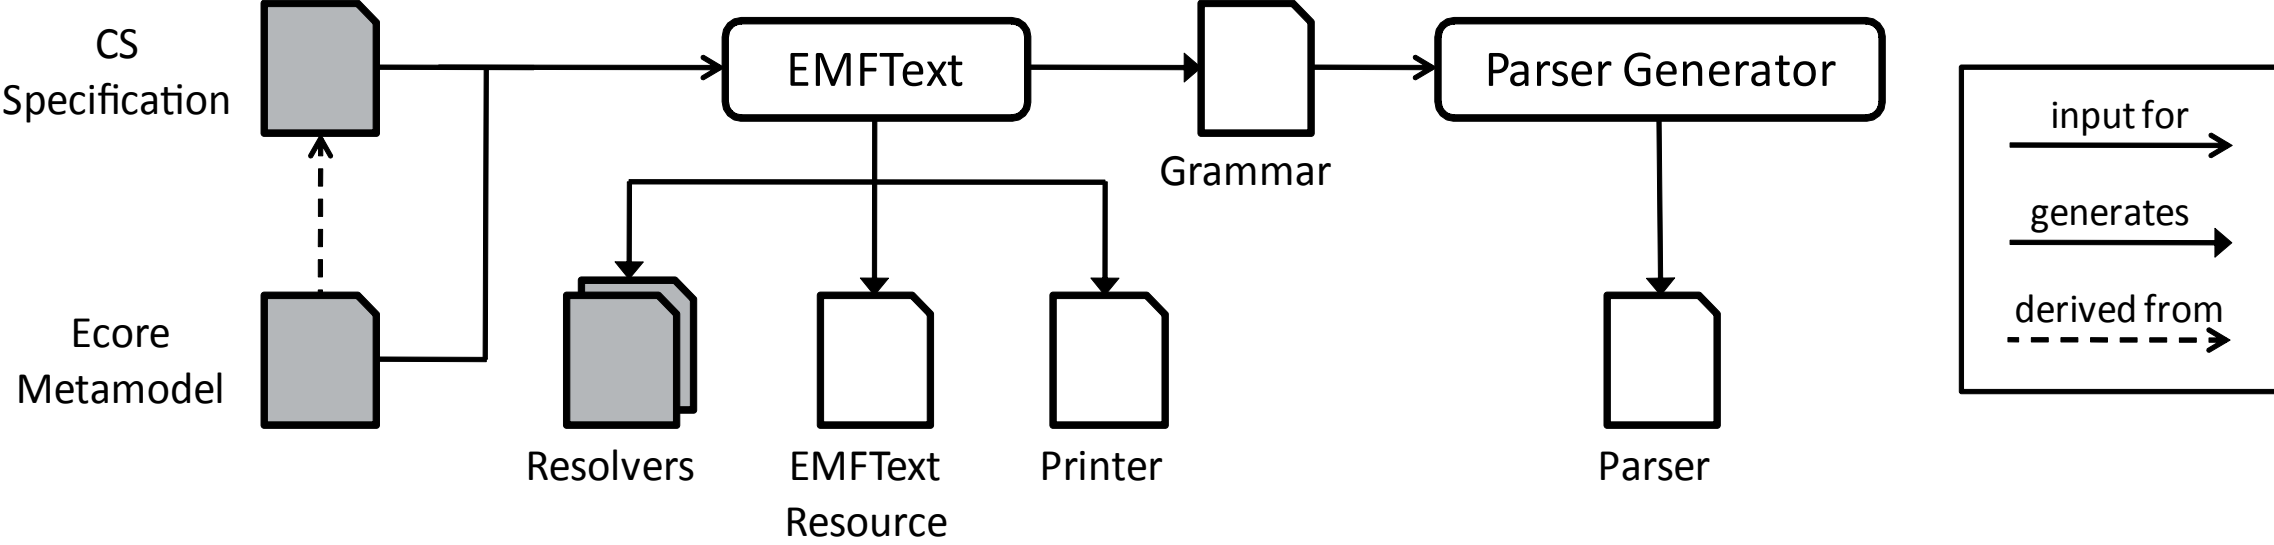 CS
Specification
EMFText
Grammar
Parser Generator
input for
generates
derived from
Ecore
Metamodel
Resolvers
EMFText
Resource
Printer
Parser